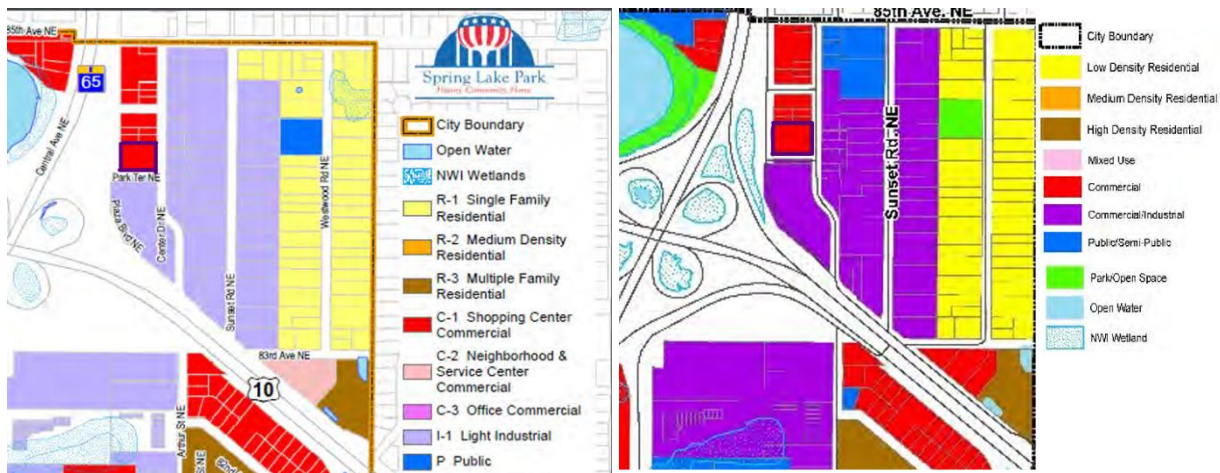 85th Ave NE
65
Central Ave NE
Park Ter NE
Plaza Blvd NE
Center Dr NE
Sunset Rd NE
Westwood Rd NE
83rd Ave NE
10
Arthur St NE
Spring Lake Park
City Boundary
Open Water
NWI Wetlands
R-1 Single Family
Residential
R-2 Medium Density
Residential
R-3 Multiple Family
Residential
C-1 Shopping Center
Commercial
C-2 Neighborhood &
Service Center
Commercial
C-3 Office Commercial
I-1 Light Industrial
P Public
85th Ave. NE
Sunset Rd. NE
City Boundary
Low Density Residential
Medium Density Residential
High Density Residential
Mixed Use
Commercial
Commercial/Industrial
Public/Semi-Public
Park/Open Space
Open Water
NWI Wetland